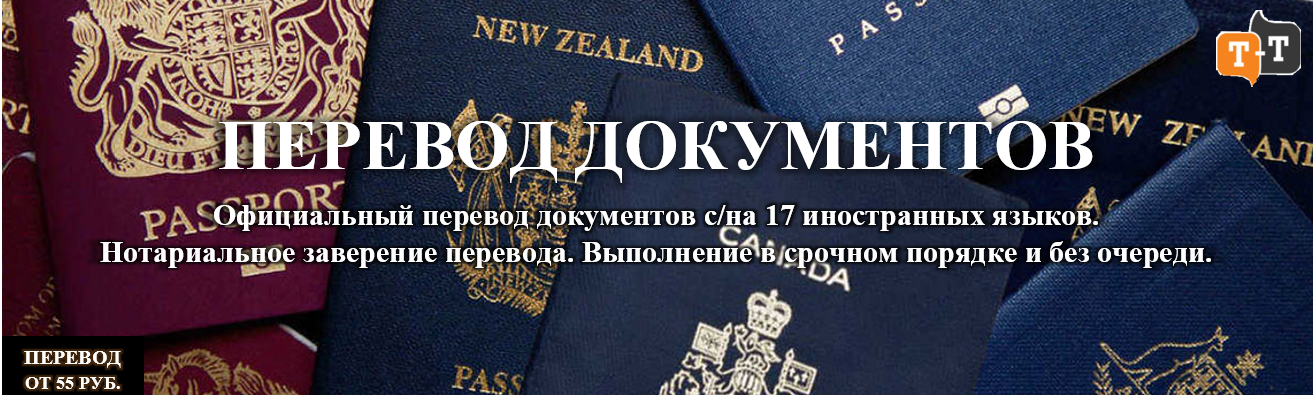 NEW ZEALAND
PASS
T-T
NEW ZEALAND
ПЕРЕВОД ДОКУМЕНТОВ
DIEU ET
PASSPORT
Официальный перевод документов с/на 17 иностранных языков.
CANADA
Нотариальное заверение перевода. Выполнение в срочном порядке и без очереди.
ПЕРЕВОД
ОТ 55 РУБ.
PASS